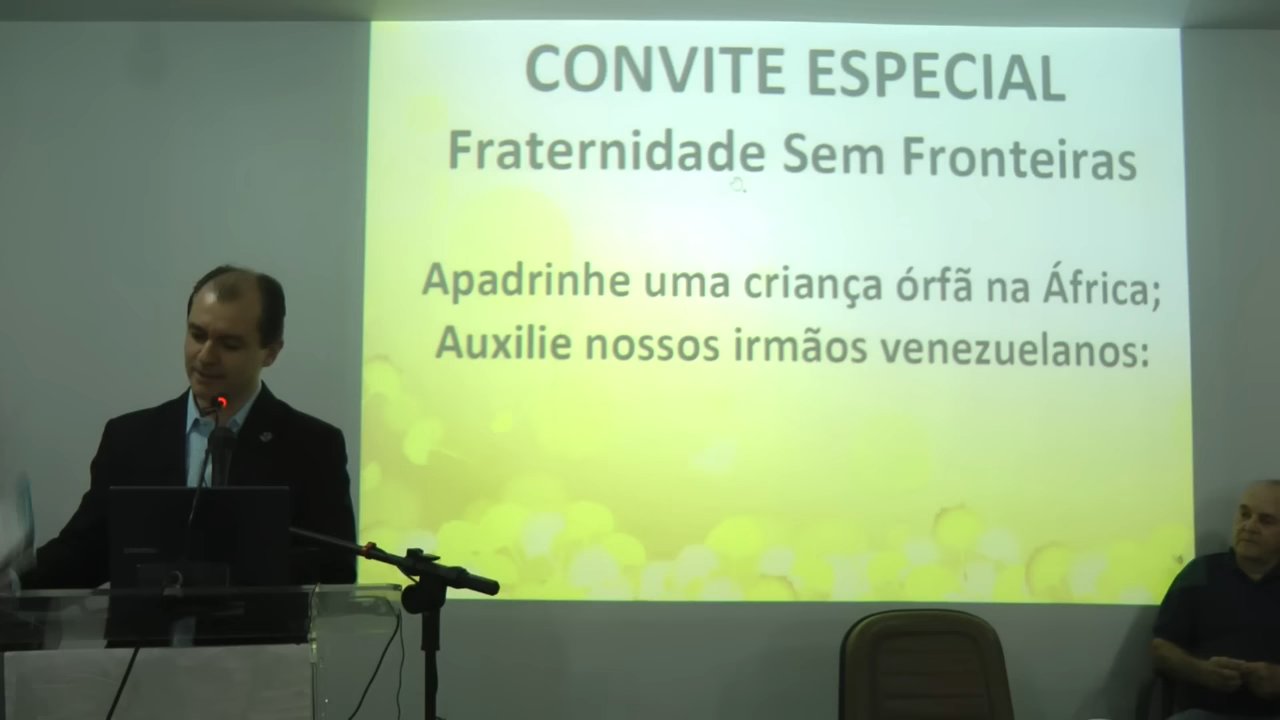 CONVITE ESPECIAL
Fraternidade Sem Fronteiras
Apadrinhe uma criança órfã na África;
Auxilie nossos irmãos venezuelanos: